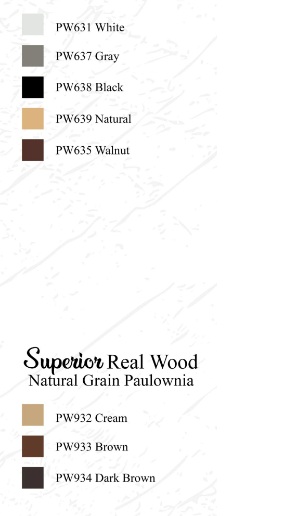 PW631 White
PW637 Gray
PW638 Black
PW639 Natural
PW635 Walnut
Superior Real Wood
Natural Grain Paulownia
PW932 Cream
PW933 Brown
PW934 Dark Brown